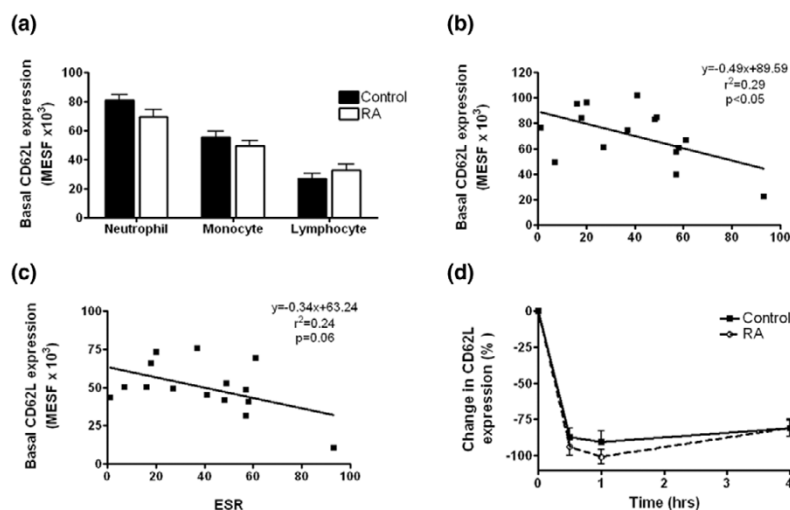 (a)
Basal CD62L expression
(MESF x10³)
100
80
60
40
20
0
Control
RA
Neutrophil
Monocyte
Lymphocyte
(b)
Basal CD62L expression
(MESF x 10³)
120
100
80
60
40
20
0
y=-0.49x+89.59
r²=0.29
p<0.05
0
20
40
60
80
100
(c)
Basal CD62L expression
(MESF x 10³)
100
75
50
25
0
y=-0.34x+63.24
r²=0.24
p=0.06
0
20
40
60
80
100
ESR
(d)
Change in CD62L
expression (% )
0
-25
-50
-75
-100
Control
RA
0
1
2
3
4
Time (hrs)